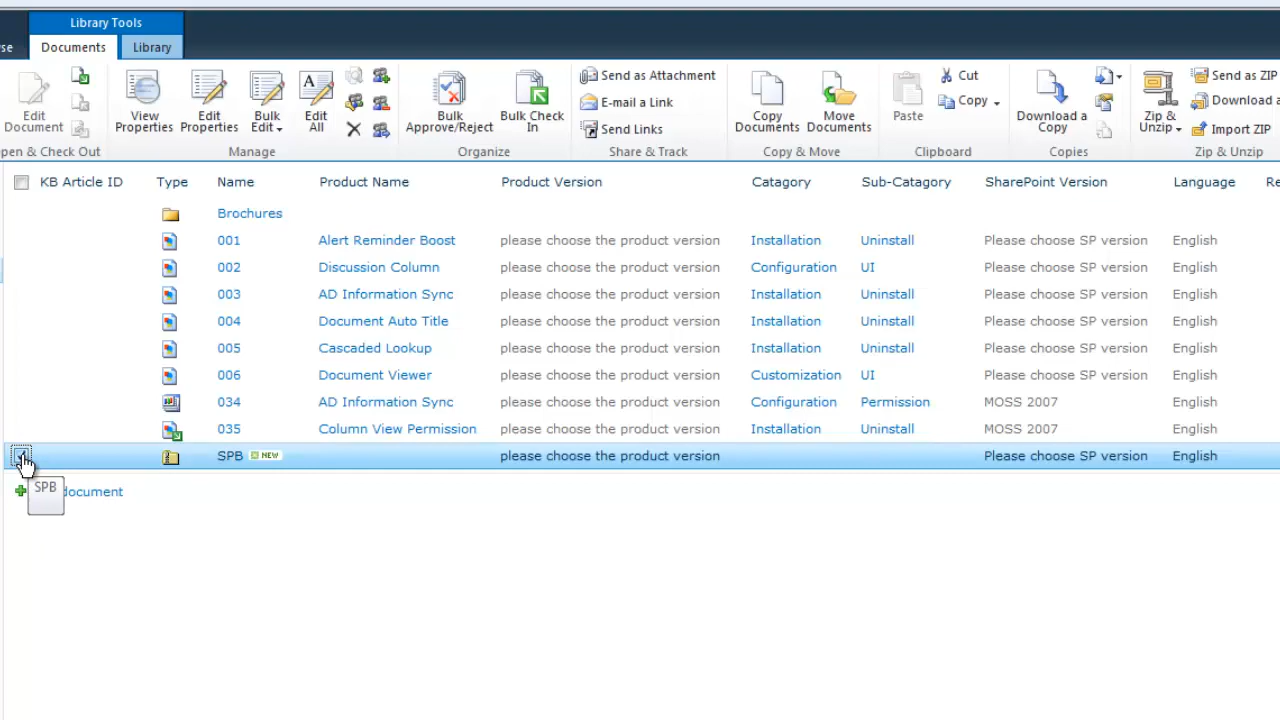 Library Tools
se Documents Library
Edit Document
View Properties
Edit Properties
Bulk Edit
Edit All
Bulk Approve/Reject
Bulk Check In
Send as Attachment
E-mail a Link
Send Links
Copy Documents
Move Documents
Paste
Cut
Copy
Download a Copy
Zip & Unzip
Send as ZIP
Download a
Import ZIP
pen & Check Out Manage Organize Share & Track Copy & Move Clipboard Copies Zip & Unzip
KB Article ID Type Name Product Name Product Version Catagory Sub-Catagory SharePoint Version Language Re
Brochures
001 Alert Reminder Boost please choose the product version Installation Uninstall Please choose SP version English
002 Discussion Column please choose the product version Configuration UI Please choose SP version English
003 AD Information Sync please choose the product version Installation Uninstall Please choose SP version English
004 Document Auto Title please choose the product version Installation Uninstall Please choose SP version English
005 Cascaded Lookup please choose the product version Installation Uninstall Please choose SP version English
006 Document Viewer please choose the product version Customization UI Please choose SP version English
034 AD Information Sync please choose the product version Configuration Permission MOSS 2007 English
035 Column View Permission please choose the product version Installation Uninstall MOSS 2007 English
SPB NEW please choose the product version Please choose SP version English
SPB document